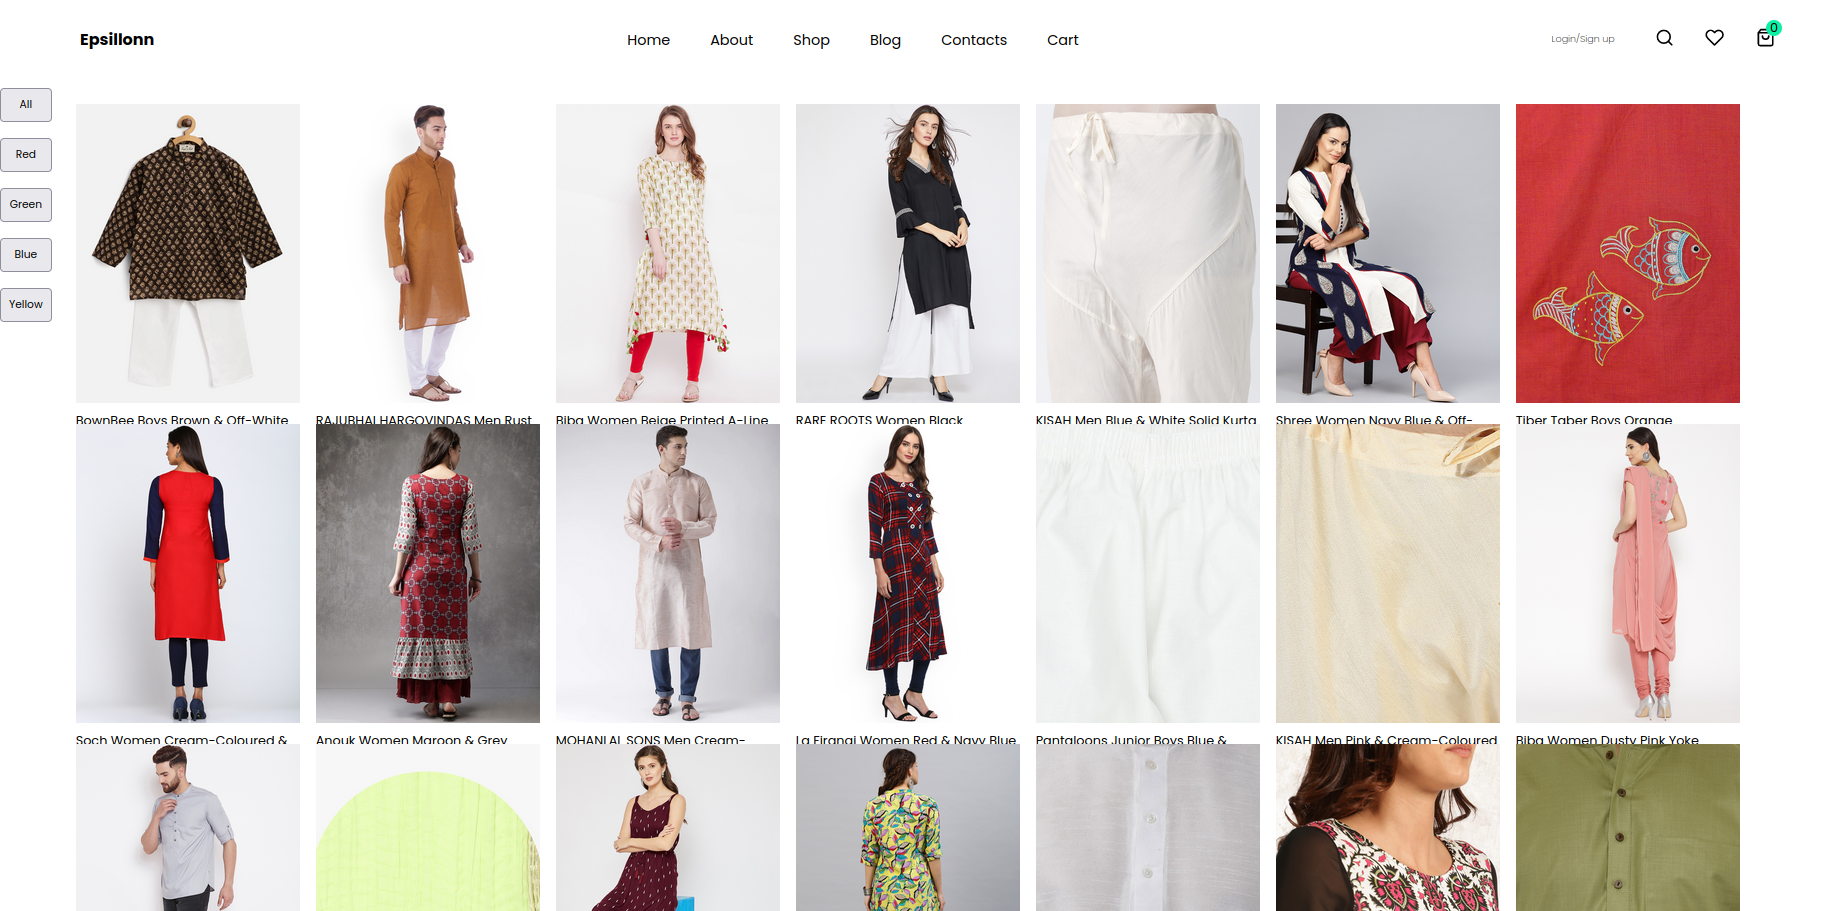 Epsillonn
Home
About
Shop
Blog
Contacts
Cart
Login/Sign up
0
All
Red
Green
Blue
Yellow
BownBee Boys Brown & Off-White
RAJUBHAI HARGOVINDAS Men Rust
Biba Women Beige Printed A-Line
RARE ROOTS Women Black
KISAH Men Blue & White Solid Kurta
Shree Women Navy Blue & Off-
Tiber Taber Boys Orange
Soch Women Cream-Coloured &
Anouk Women Maroon & Grey
MOHANLAL SONS Men Cream-
La Firangi Women Red & Navy Blue
Pantaloons Junior Boys Blue &
KISAH Men Pink & Cream-Coloured
Biba Women Dusty Pink Yoke